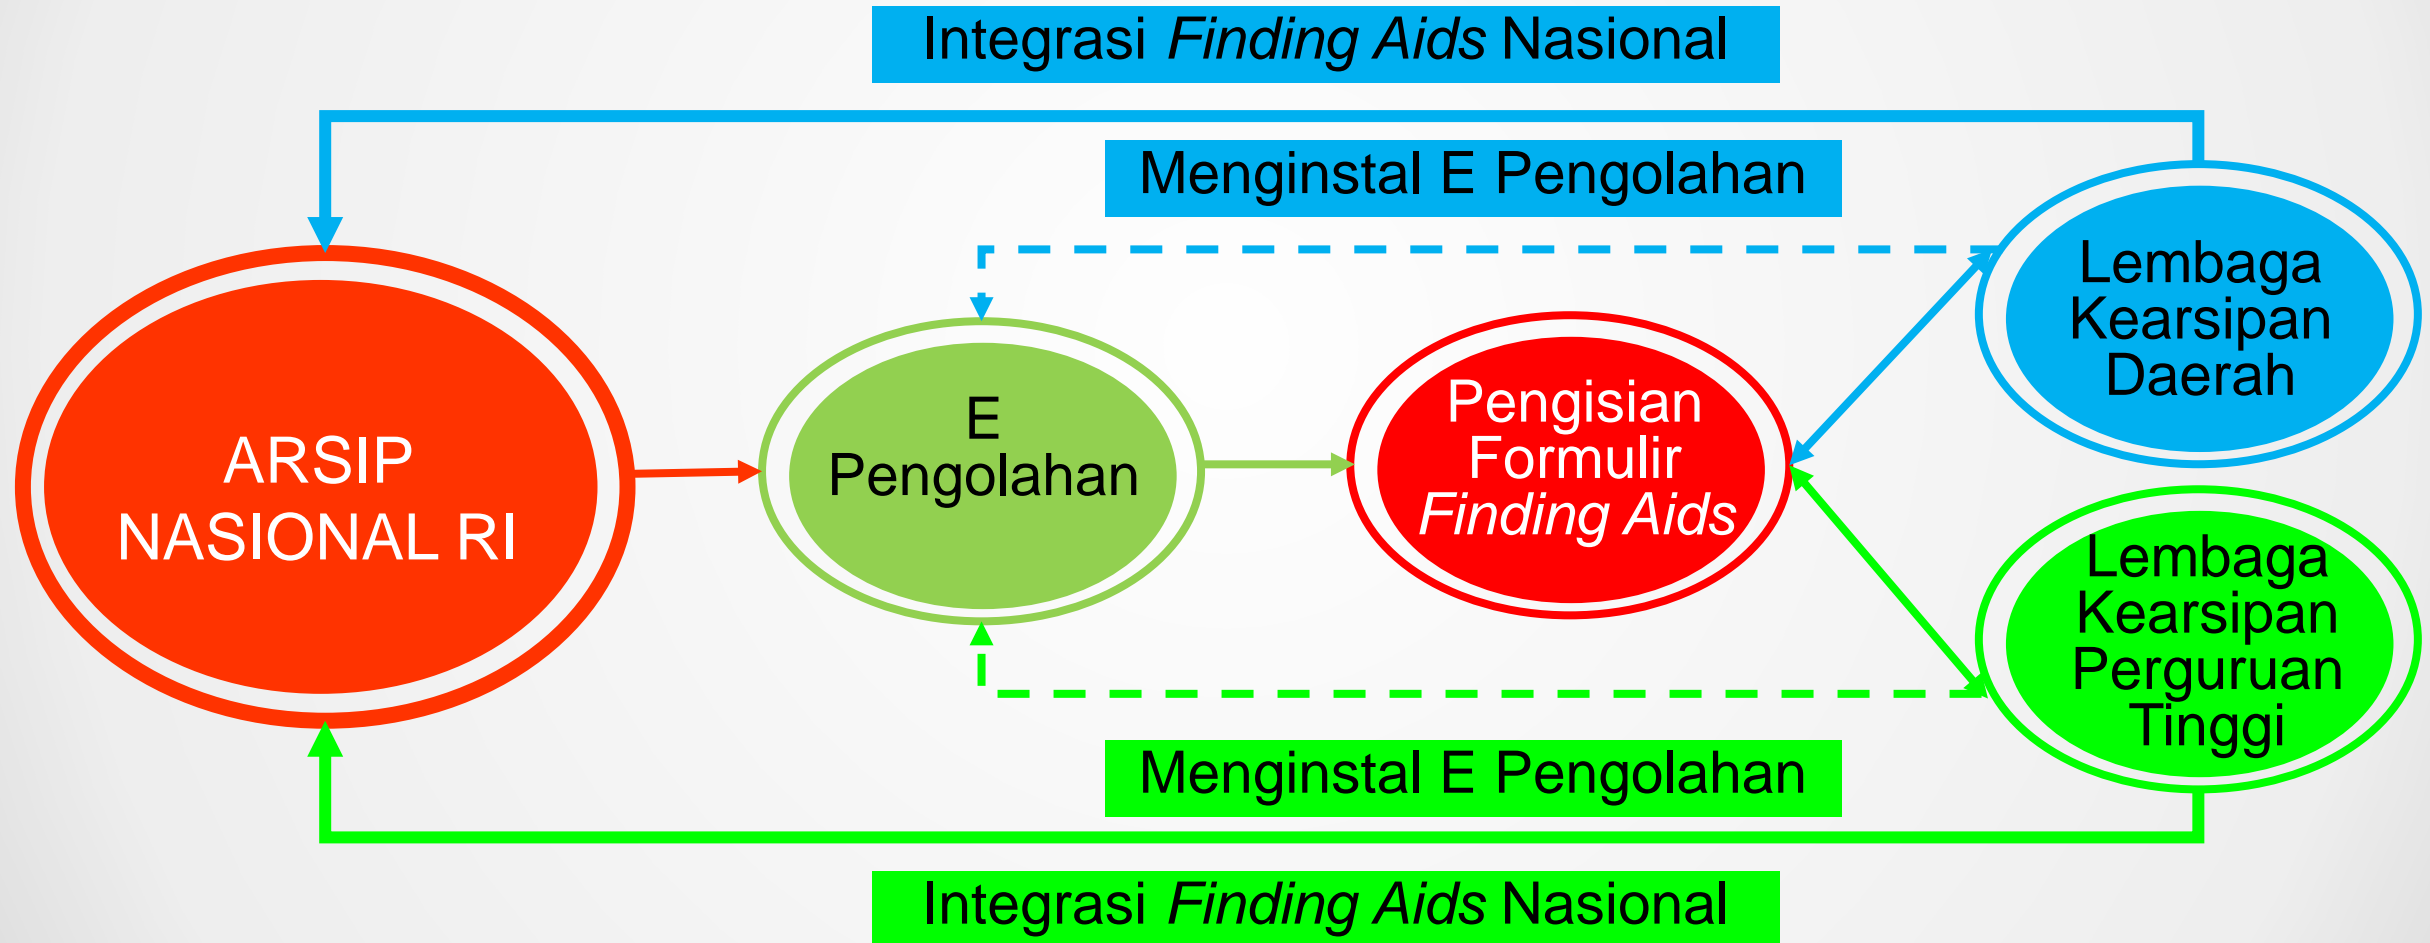 Integrasi Finding Aids Nasional
Menginstal E Pengolahan
Lembaga
Kearsipan
Daerah
ARSIP
NASIONAL RI
E
Pengolahan
Pengisian
Formulir
Finding Aids
Lembaga
Kearsipan
Perguruan
Tinggi
Menginstal E Pengolahan
Integrasi Finding Aids Nasional